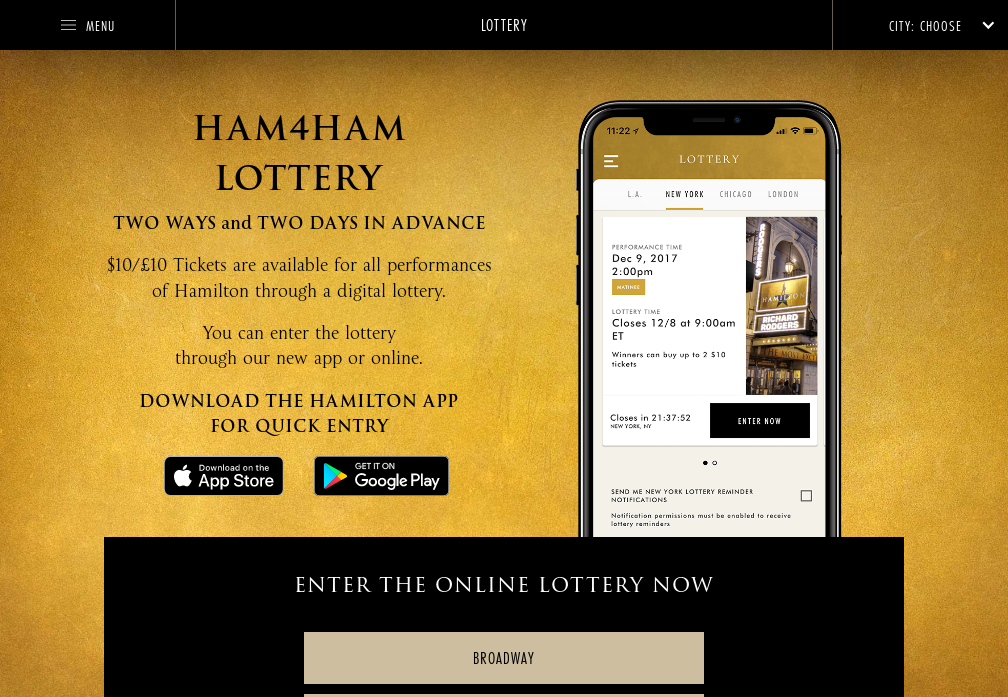 MENU
LOTTERY
CITY: CHOOSE
HAM4HAM
LOTTERY
TWO WAYS and TWO DAYS IN ADVANCE
$10/£10 Tickets are available for all performances
of Hamilton through a digital lottery.
You can enter the lottery
through our new app or online.
DOWNLOAD THE HAMILTON APP
FOR QUICK ENTRY
Download on the
App Store
GET IT ON
Google Play
11:22
LOTTERY
L.A. NEW YORK CHICAGO LONDON
PERFORMANCE TIME
Dec 9, 2017
2:00pm
MATINEE
LOTTERY TIME
Closes 12/8 at 9:00am
ET
Winners can buy up to 2 $10
tickets
HAMILTON
RICHARD
RODGERS
Closes in 21:37:52
NEW YORK, NY
ENTER NOW
SEND ME NEW YORK LOTTERY REMINDER
NOTIFICATIONS
Notification permissions must be enabled to receive
lottery reminders
ENTER THE ONLINE LOTTERY NOW
BROADWAY